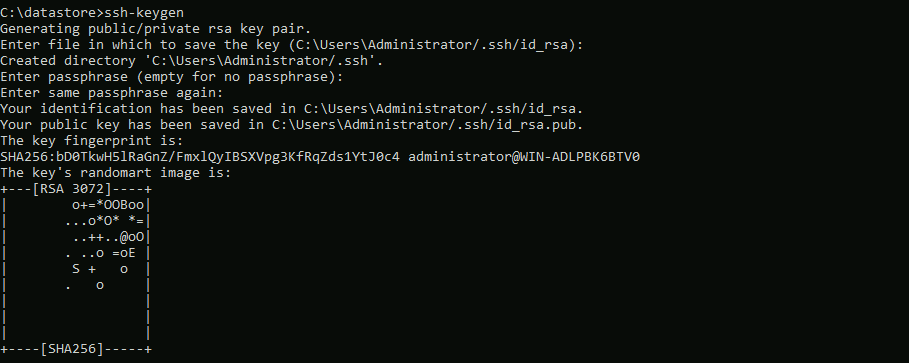 C:\datastore>ssh-keygen
Generating public/private rsa key pair.
Enter file in which to save the key (C:\Users\Administrator/.ssh/id_rsa):
Created directory 'C:\Users\Administrator/.ssh'.
Enter passphrase (empty for no passphrase):
Enter same passphrase again:
Your identification has been saved in C:\Users\Administrator/.ssh/id_rsa.
Your public key has been saved in C:\Users\Administrator/.ssh/id_rsa.pub.
The key fingerprint is:
SHA256:bD0TkwH5lRaGnZ/FmxlQyIBSXVpg3KfRqZds1YtJ0c4 administrator@WIN-ADLPBK6BTV0
The key's randomart image is:
+---[RSA 3072]----+
|        o+=*OOBoo|
|       ...o*O* *=|
|        ..++..@oO|
|       . ..o =oE |
|        S +   o  |
|       .   o     |
|                 |
|                 |
|                 |
+----[SHA256]-----+